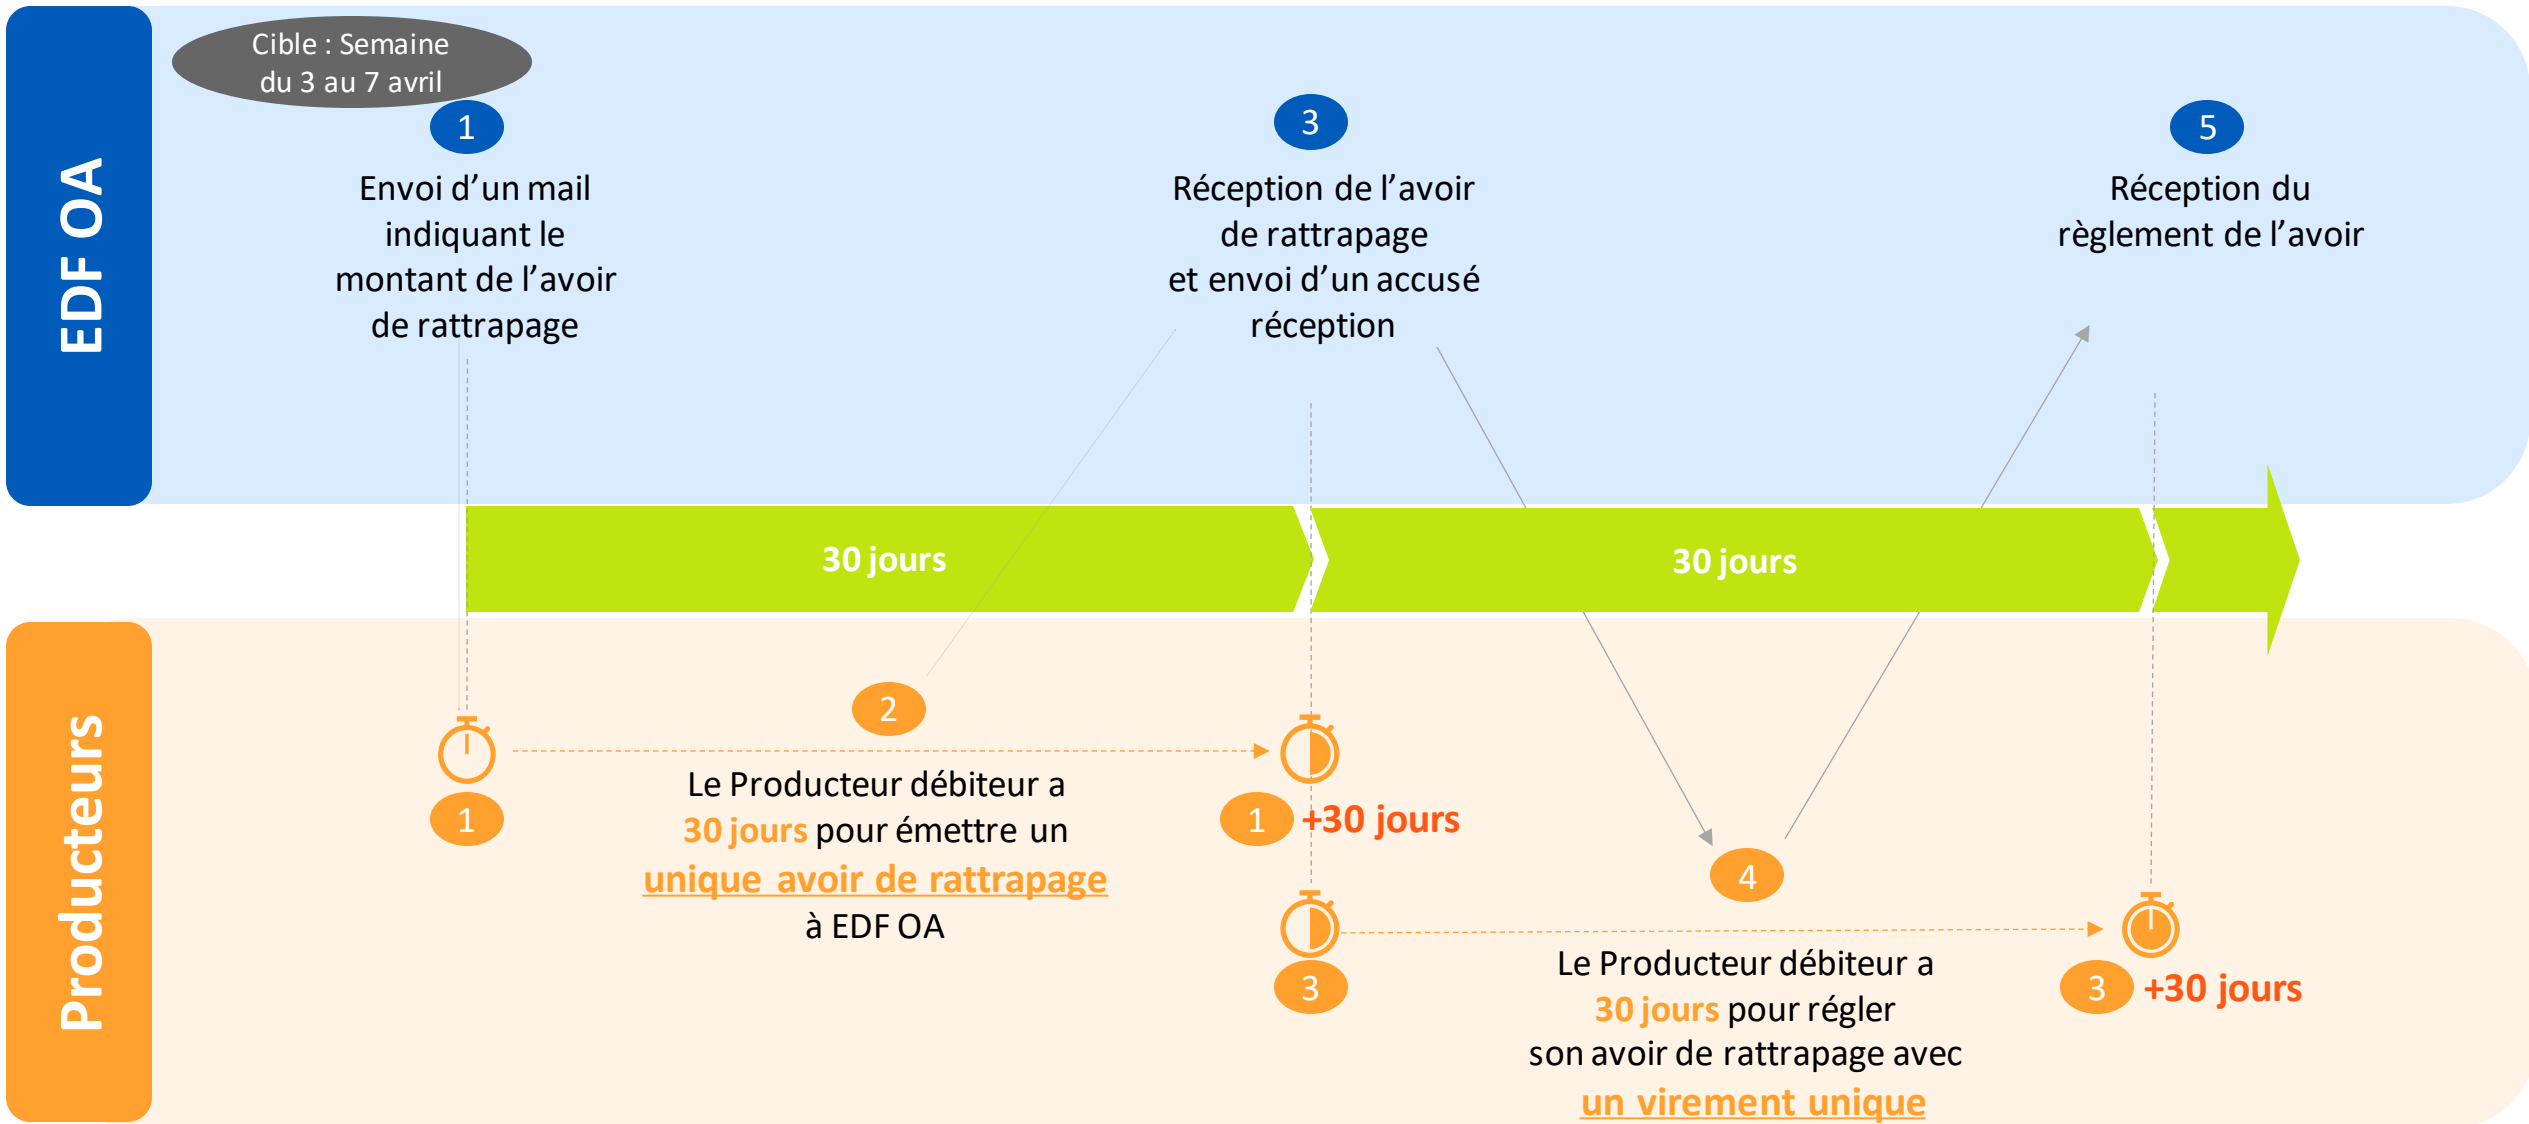 EDF OA
Cible : Semaine
du 3 au 7 avril
1
Envoi d’un mail
indiquant le
montant de l’avoir
de rattrapage
3
Réception de l’avoir
de rattrapage
et envoi d’un accusé
réception
5
Réception du
règlement de l’avoir
30 jours
30 jours
Producteurs
1
2
Le Producteur débiteur a
30 jours pour émettre un
unique avoir de rattrapage
à EDF OA
1 +30 jours
3
4
Le Producteur débiteur a
30 jours pour régler
son avoir de rattrapage avec
un virement unique
3 +30 jours